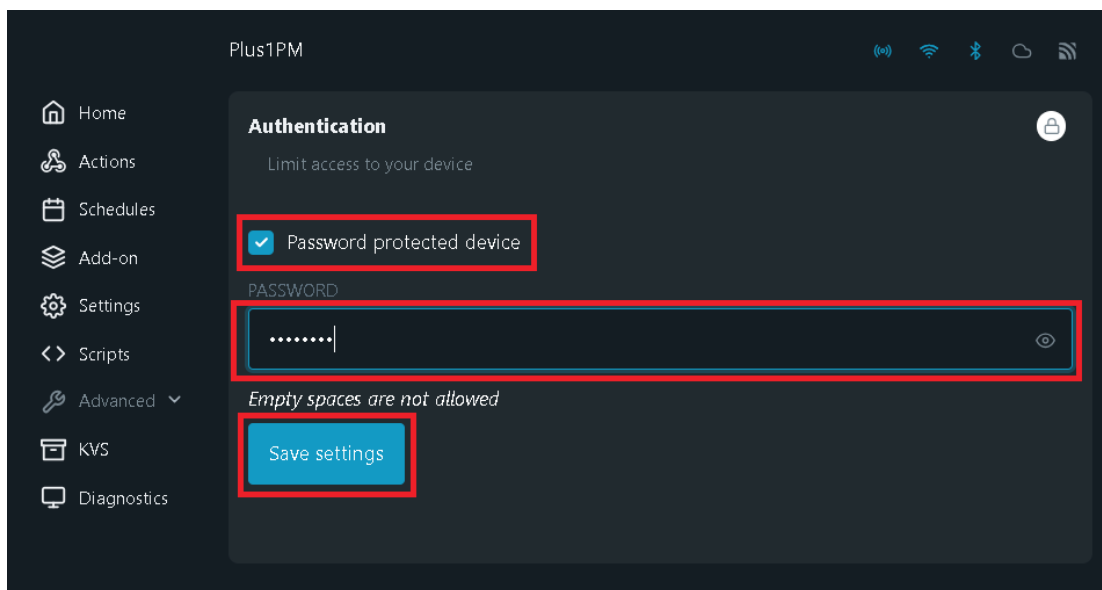 Plus1PM
Home
Actions
Schedules
Add-on
Settings
Scripts
Advanced
KVS
Diagnostics
Authentication
Limit access to your device
Password protected device
PASSWORD
••••••••
Empty spaces are not allowed
Save settings